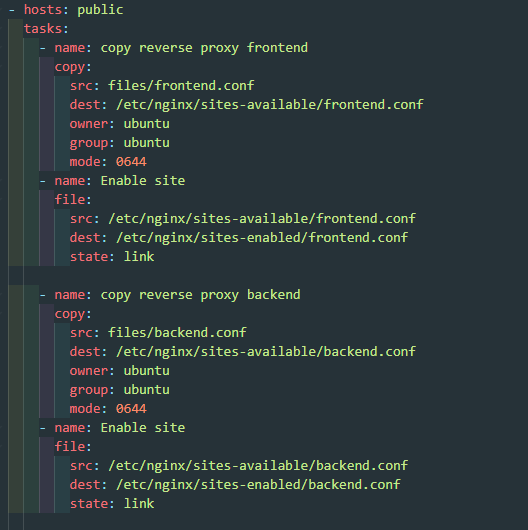 - hosts: public
  tasks:
    - name: copy reverse proxy frontend
      copy:
        src: files/frontend.conf
        dest: /etc/nginx/sites-available/frontend.conf
        owner: ubuntu
        group: ubuntu
        mode: 0644
    - name: Enable site
      file:
        src: /etc/nginx/sites-available/frontend.conf
        dest: /etc/nginx/sites-enabled/frontend.conf
        state: link

    - name: copy reverse proxy backend
      copy:
        src: files/backend.conf
        dest: /etc/nginx/sites-available/backend.conf
        owner: ubuntu
        group: ubuntu
        mode: 0644
    - name: Enable site
      file:
        src: /etc/nginx/sites-available/backend.conf
        dest: /etc/nginx/sites-enabled/backend.conf
        state: link